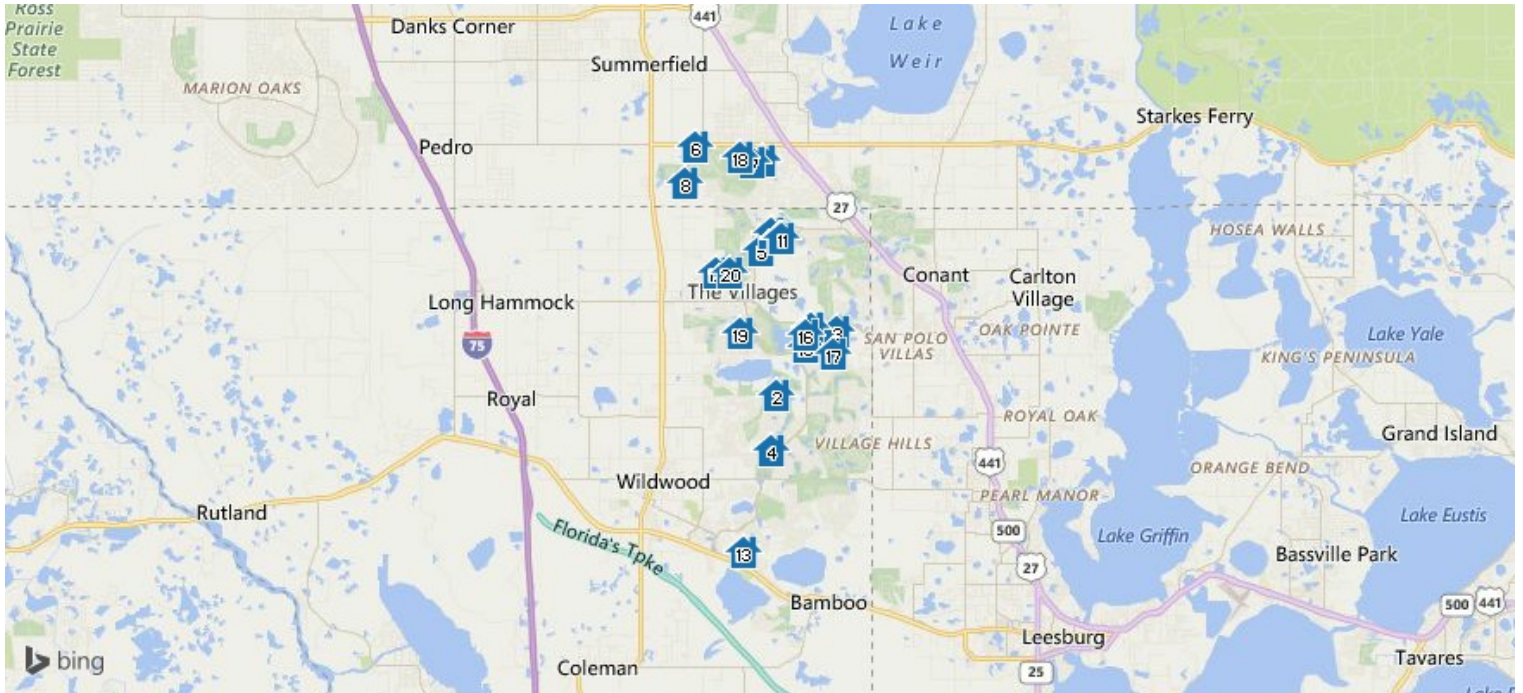 Ross
Prairie
State
Forest
Danks Corner
441
Lake
Weir
Summerfield
MARION OAKS
Starkes Ferry
Pedro
6
18
8
27
HOSEA WALLS
11
5
20
Conant
Carlton
Village
The Villages
Long Hammock
19
16
3
17
SAN POLO
VILLAS
OAK POINTE
Lake Yale
KING'S PENINSULA
75
Royal
2
ROYAL OAK
Grand Island
4
VILLAGE HILLS
441
ORANGE BEND
Wildwood
PEARL MANOR
Rutland
500
Lake Griffin
Lake Eustis
Florida's Tpke
13
27
Bassville Park
Bamboo
500
441
Leesburg
bing
Coleman
25
Tavares